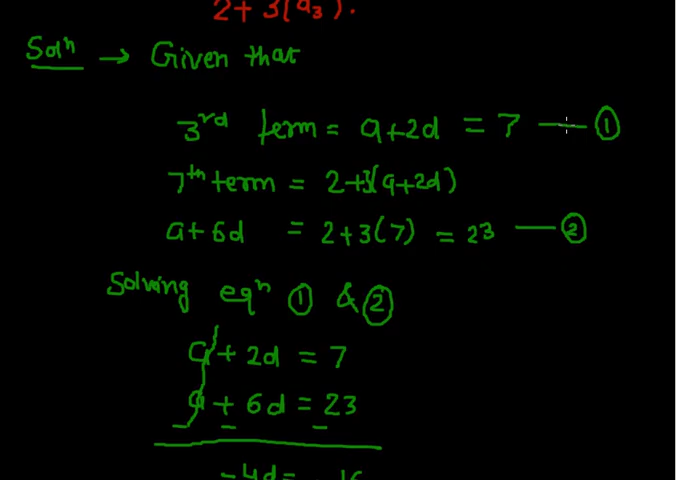 2 + 3(a₃).
Solⁿ → Given that
3ʳᵈ term = a+2d = 7 — ①
7ᵗʰ term = 2+3(a+2d)
a+6d = 2+3(7) = 23 — ②
Solving eqⁿ ① & ②
a + 2d = 7
a + 6d = 23
- - -
-4d = -16